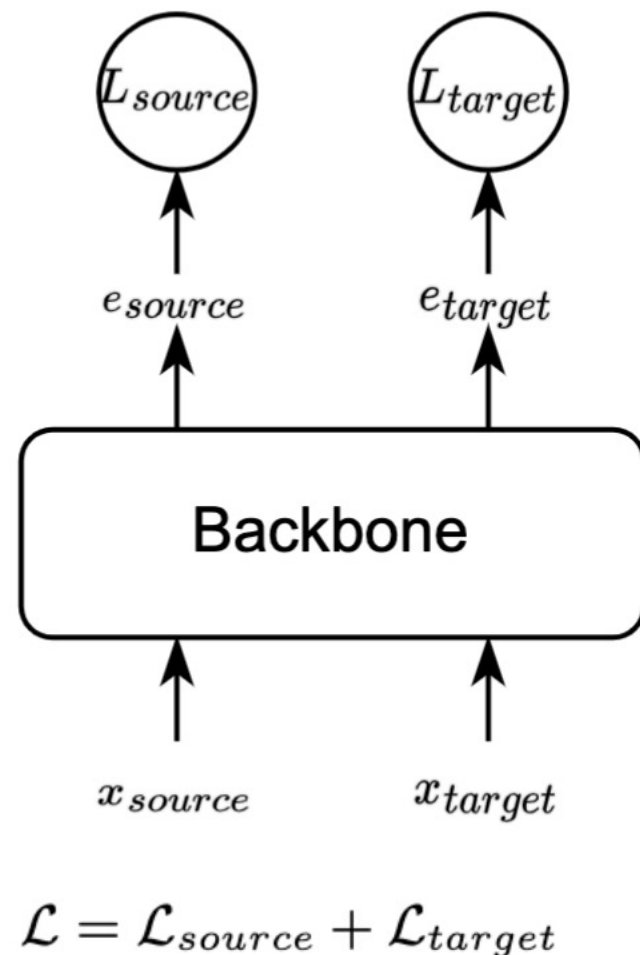 L_source L_target
e_source e_target
Backbone
x_source x_target
ℒ = ℒ_source + ℒ_target